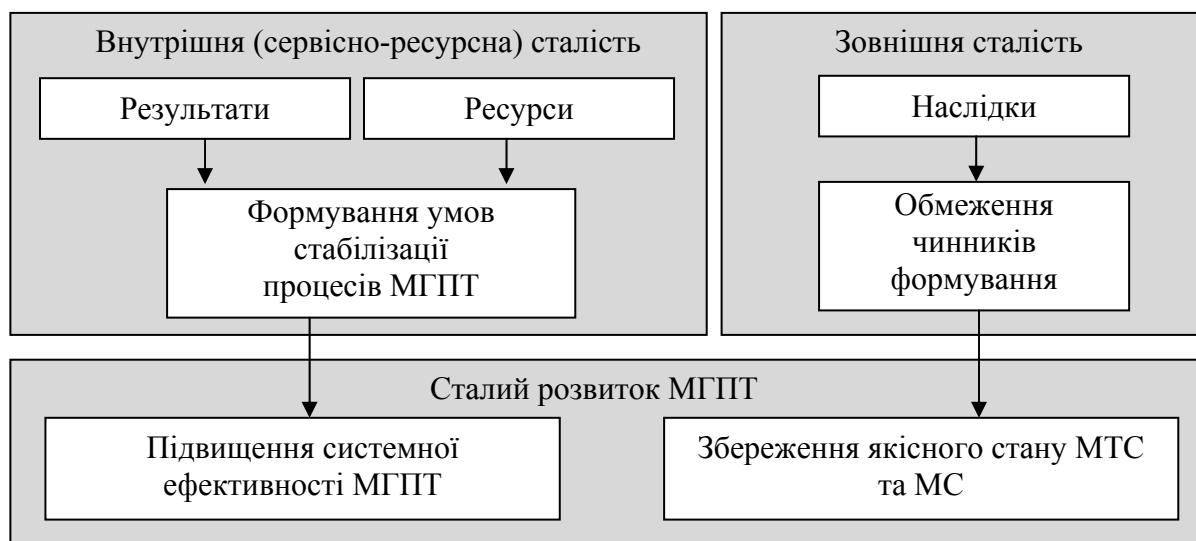 Внутрішня (сервісно-ресурсна) сталість
Результати
Ресурси
Формування умов
стабілізації
процесів МГПТ
Зовнішня сталість
Наслідки
Обмеження
чинників
формування
Сталий розвиток МГПТ
Підвищення системної
ефективності МГПТ
Збереження якісного стану МТС
та МС